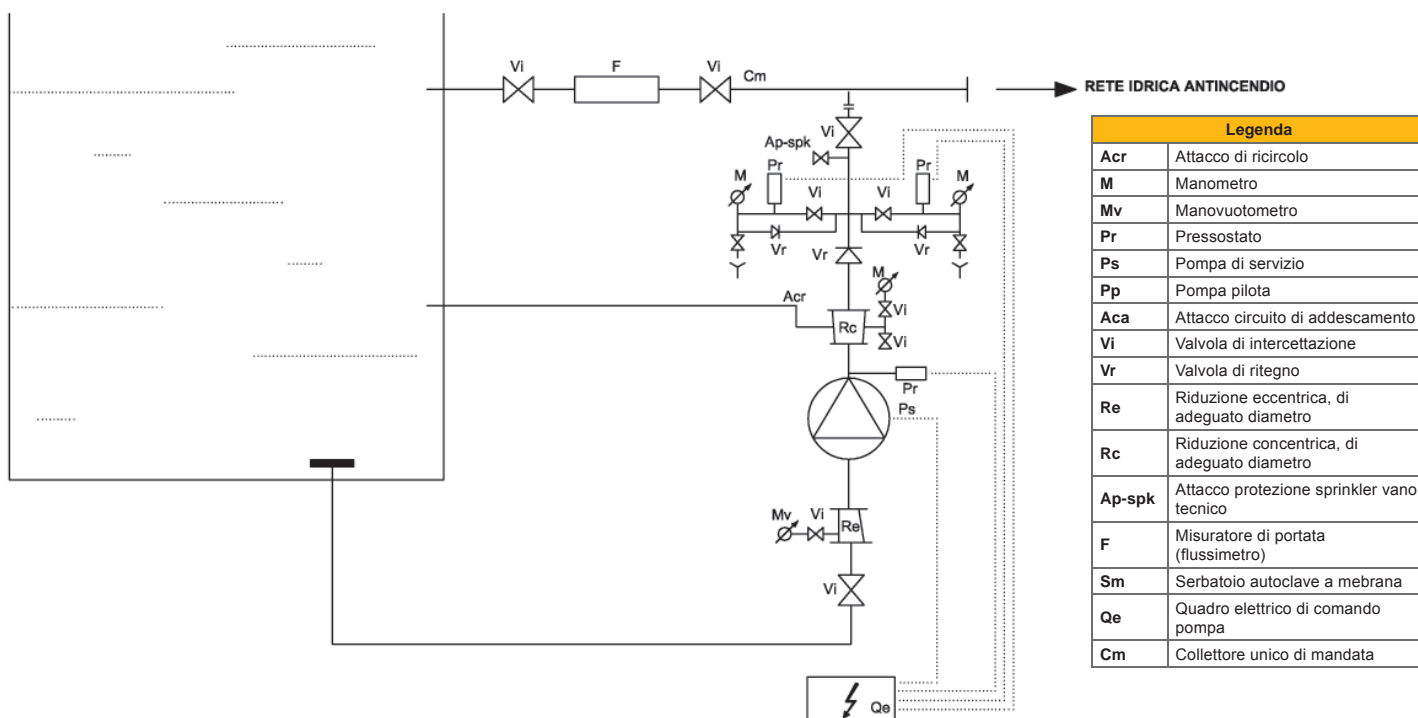 Vi
F
Vi
Cm
RETE IDRICA ANTINCENDIO
Vi
Ap-spk
M
Pr
Vi
Vi
Pr
M
Vr
Vr
Vr
M
Acr
Rc
Vi
Vi
Pr
Ps
Mv
Vi
Re
Vi
Qe
Legenda
Acr Attacco di ricircolo
M Manometro
Mv Manovuotometro
Pr Pressostato
Ps Pompa di servizio
Pp Pompa pilota
Aca Attacco circuito di addescamento
Vi Valvola di intercettazione
Vr Valvola di ritegno
Re Riduzione eccentrica, di
adeguato diametro
Rc Riduzione concentrica, di
adeguato diametro
Ap-spk Attacco protezione sprinkler vano
tecnico
F Misuratore di portata
(flussimetro)
Sm Serbatoio autoclave a mebrana
Qe Quadro elettrico di comando
pompa
Cm Collettore unico di mandata